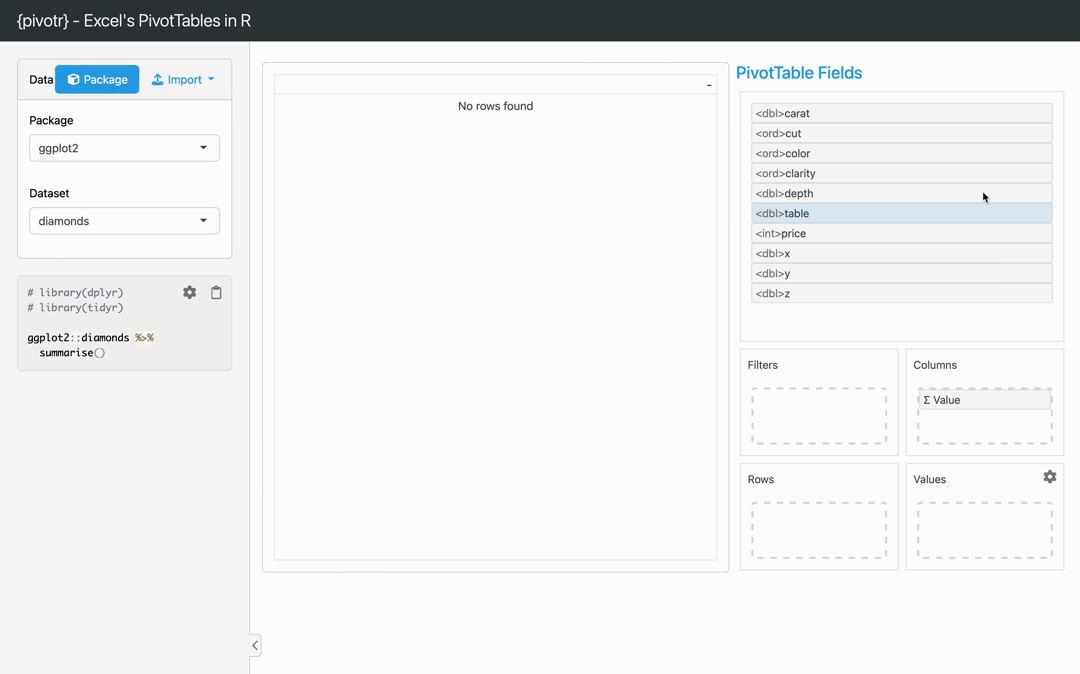 {pivotr} - Excel's PivotTables in R
Data Package Import
Package
ggplot2
Dataset
diamonds
# library(dplyr)
# library(tidyr)
ggplot2::diamonds %>%
summarise()
-
No rows found
PivotTable Fields
<dbl>carat
<ord>cut
<ord>color
<ord>clarity
<dbl>depth
<dbl>table
<int>price
<dbl>x
<dbl>y
<dbl>z
Filters
Columns
Σ Value
Rows
Values